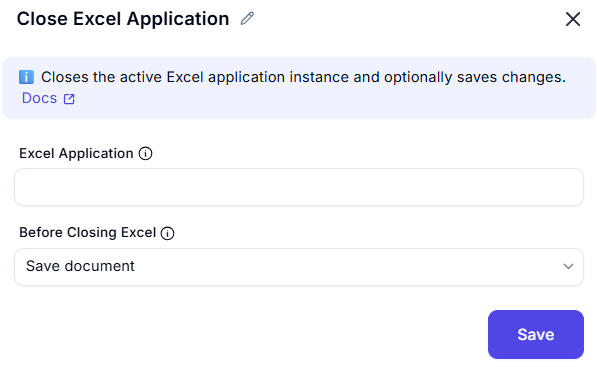 Close Excel Application
Closes the active Excel application instance and optionally saves changes.
Docs
Excel Application
Before Closing Excel
Save document
Save